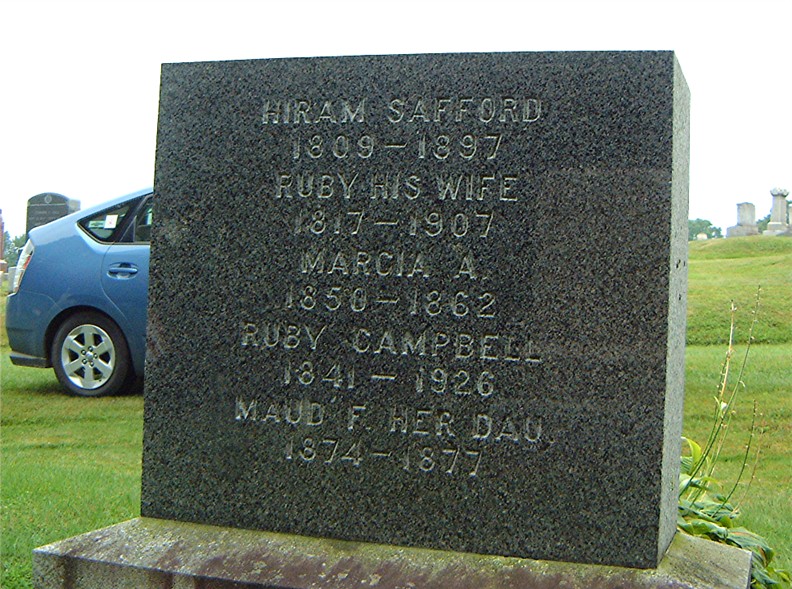 HIRAM SAFFORD
1809–1897
RUBY HIS WIFE
1817–1907
MARCIA A.
1850–1862
RUBY CAMPBELL
1841–1926
MAUD F. HER DAU.
1874–1877